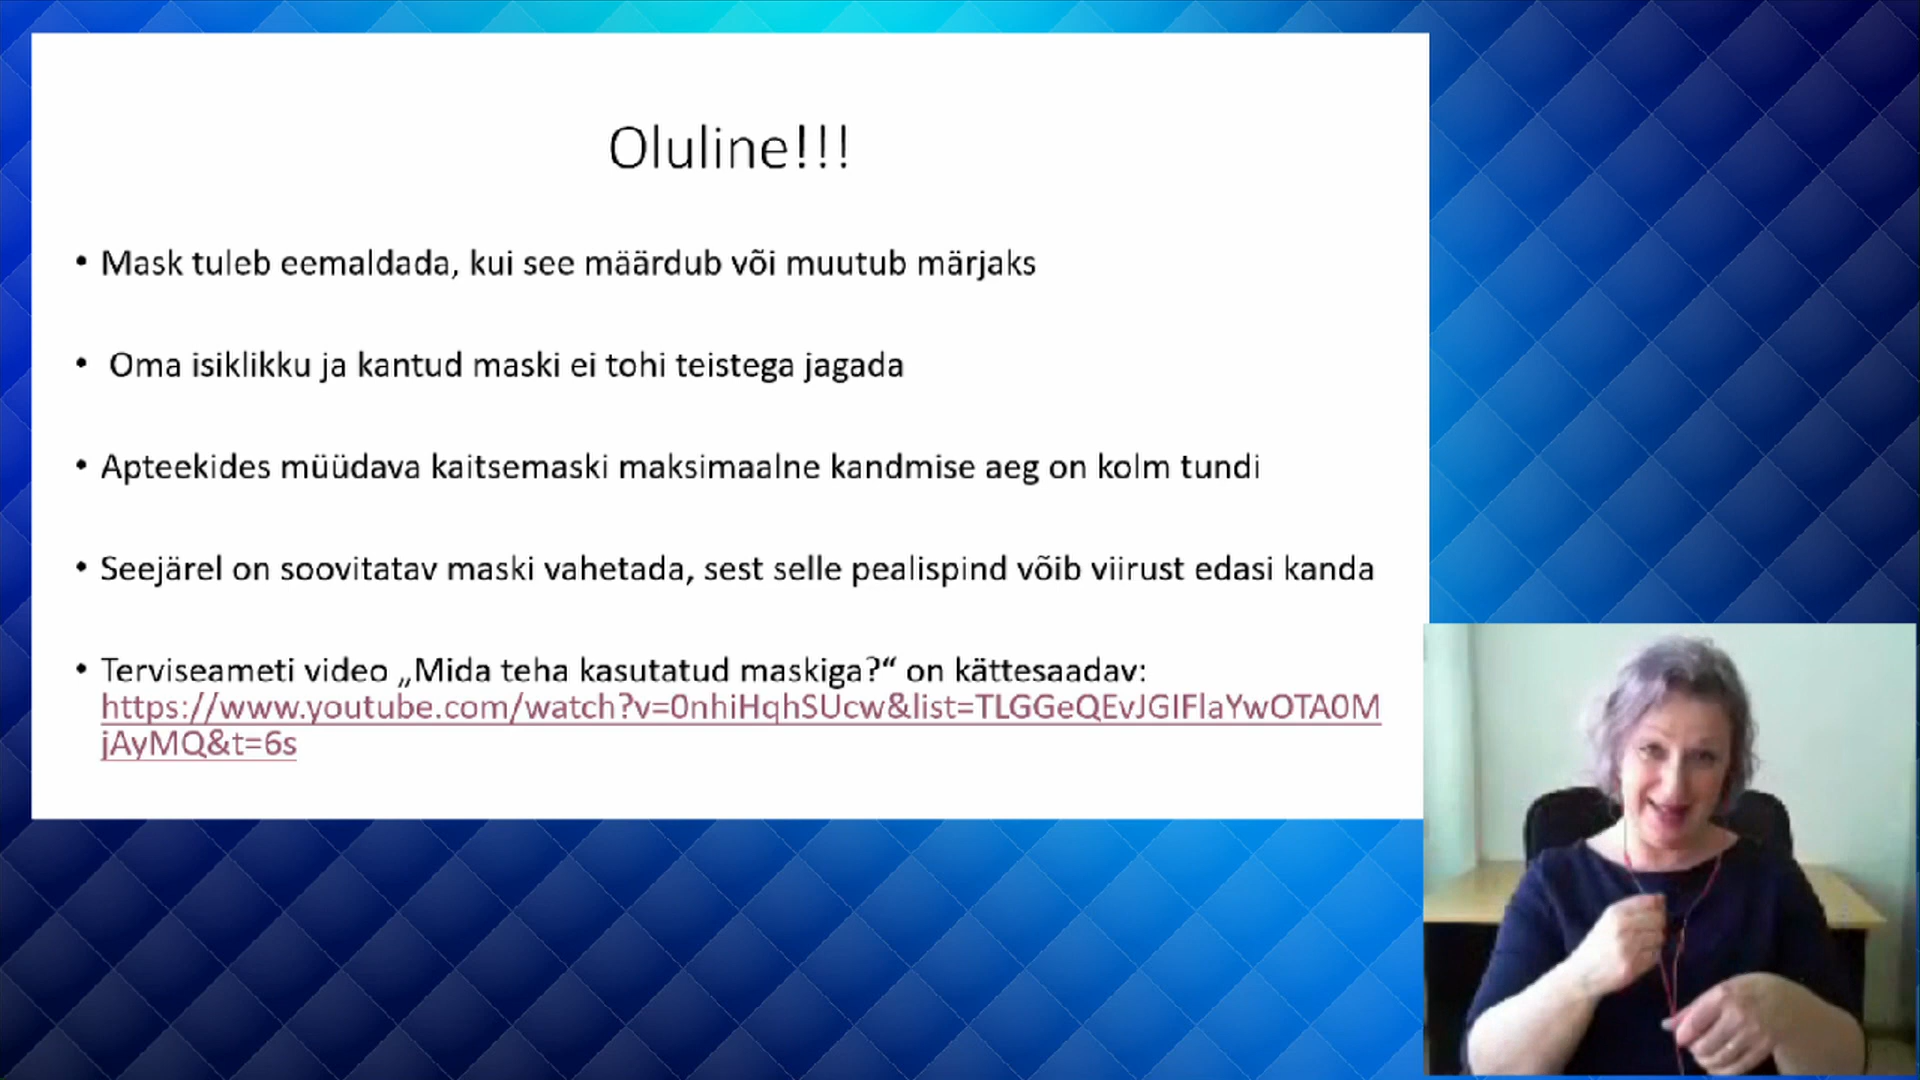 Oluline!!!
• Mask tuleb eemaldada, kui see määrdub või muutub märjaks
• Oma isiklikku ja kantud maski ei tohi teistega jagada
• Apteekides müüdava kaitsemaski maksimaalne kandmise aeg on kolm tundi
• Seejärel on soovitatav maski vahetada, sest selle pealispind võib viirust edasi kanda
• Terviseameti video „Mida teha kasutatud maskiga?“ on kättesaadav:
https://www.youtube.com/watch?v=0nhiHqhSUcw&list=TLGGeQEvJGIFlaYwOTA0M
jAyMQ&t=6s